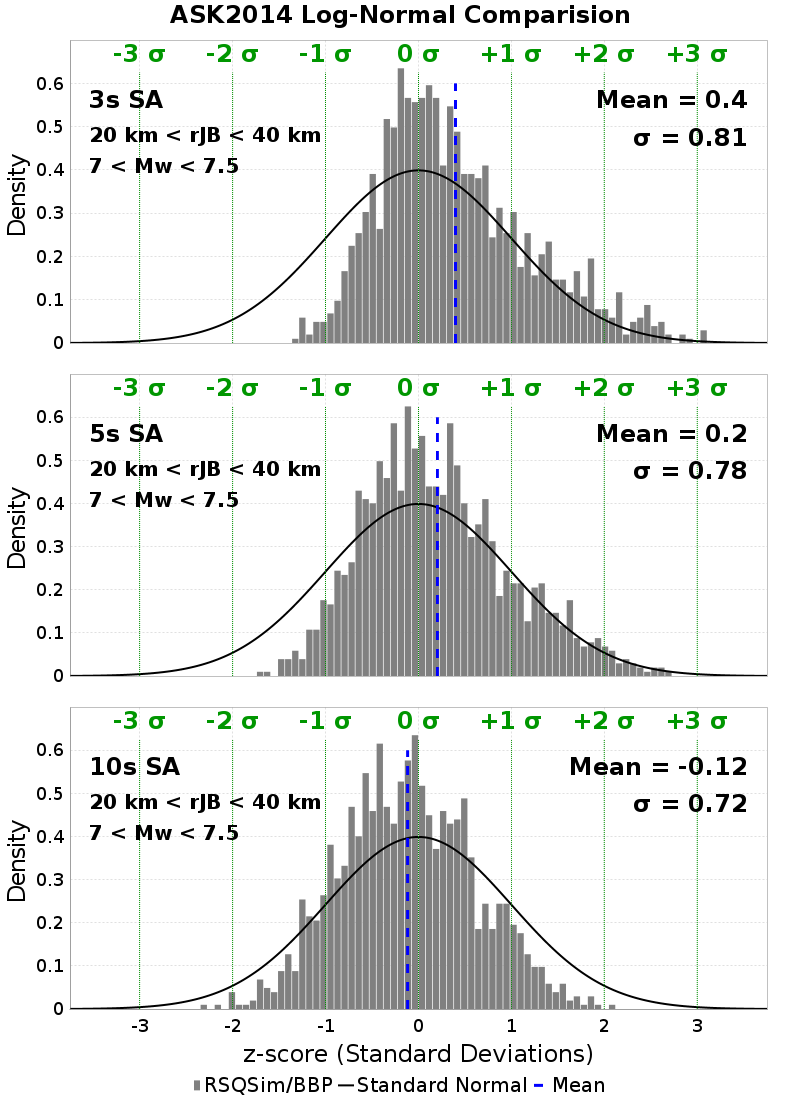 ASK2014 Log-Normal Comparision
-3 σ -2 σ -1 σ 0 σ +1 σ +2 σ +3 σ
3s SA
20 km < rJB < 40 km
7 < Mw < 7.5
Mean = 0.4
σ = 0.81
Density
0.6
0.5
0.4
0.3
0.2
0.1
0
-3 σ -2 σ -1 σ 0 σ +1 σ +2 σ +3 σ
5s SA
20 km < rJB < 40 km
7 < Mw < 7.5
Mean = 0.2
σ = 0.78
Density
0.6
0.5
0.4
0.3
0.2
0.1
0
-3 σ -2 σ -1 σ 0 σ +1 σ +2 σ +3 σ
10s SA
20 km < rJB < 40 km
7 < Mw < 7.5
Mean = -0.12
σ = 0.72
Density
0.6
0.5
0.4
0.3
0.2
0.1
0
-3 -2 -1 0 1 2 3
z-score (Standard Deviations)
RSQSim/BBP Standard Normal Mean